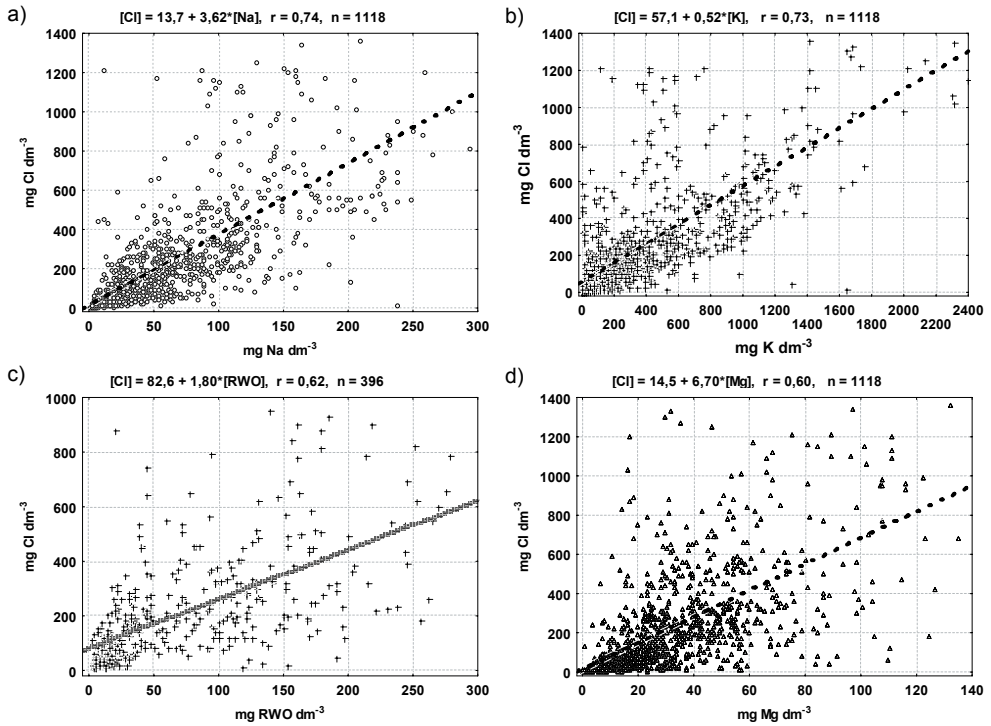 a)
[Cl] = 13,7 + 3,62*[Na], r = 0,74, n = 1118
1400
1200
1000
800
600
400
200
0
mg Cl dm-3
0 50 100 150 200 250 300
mg Na dm-3
b)
[Cl] = 57,1 + 0,52*[K], r = 0,73, n = 1118
1400
1200
1000
800
600
400
200
0
mg Cl dm-3
0 400 800 1200 1600 2000 2400
200 600 1000 1400 1800 2200
mg K dm-3
c)
[Cl] = 82,6 + 1,80*[RWO], r = 0,62, n = 396
1000
800
600
400
200
0
mg Cl dm-3
0 50 100 150 200 250 300
mg RWO dm-3
d)
[Cl] = 14,5 + 6,70*[Mg], r = 0,60, n = 1118
1400
1200
1000
800
600
400
200
0
mg Cl dm-3
0 20 40 60 80 100 120 140
mg Mg dm-3